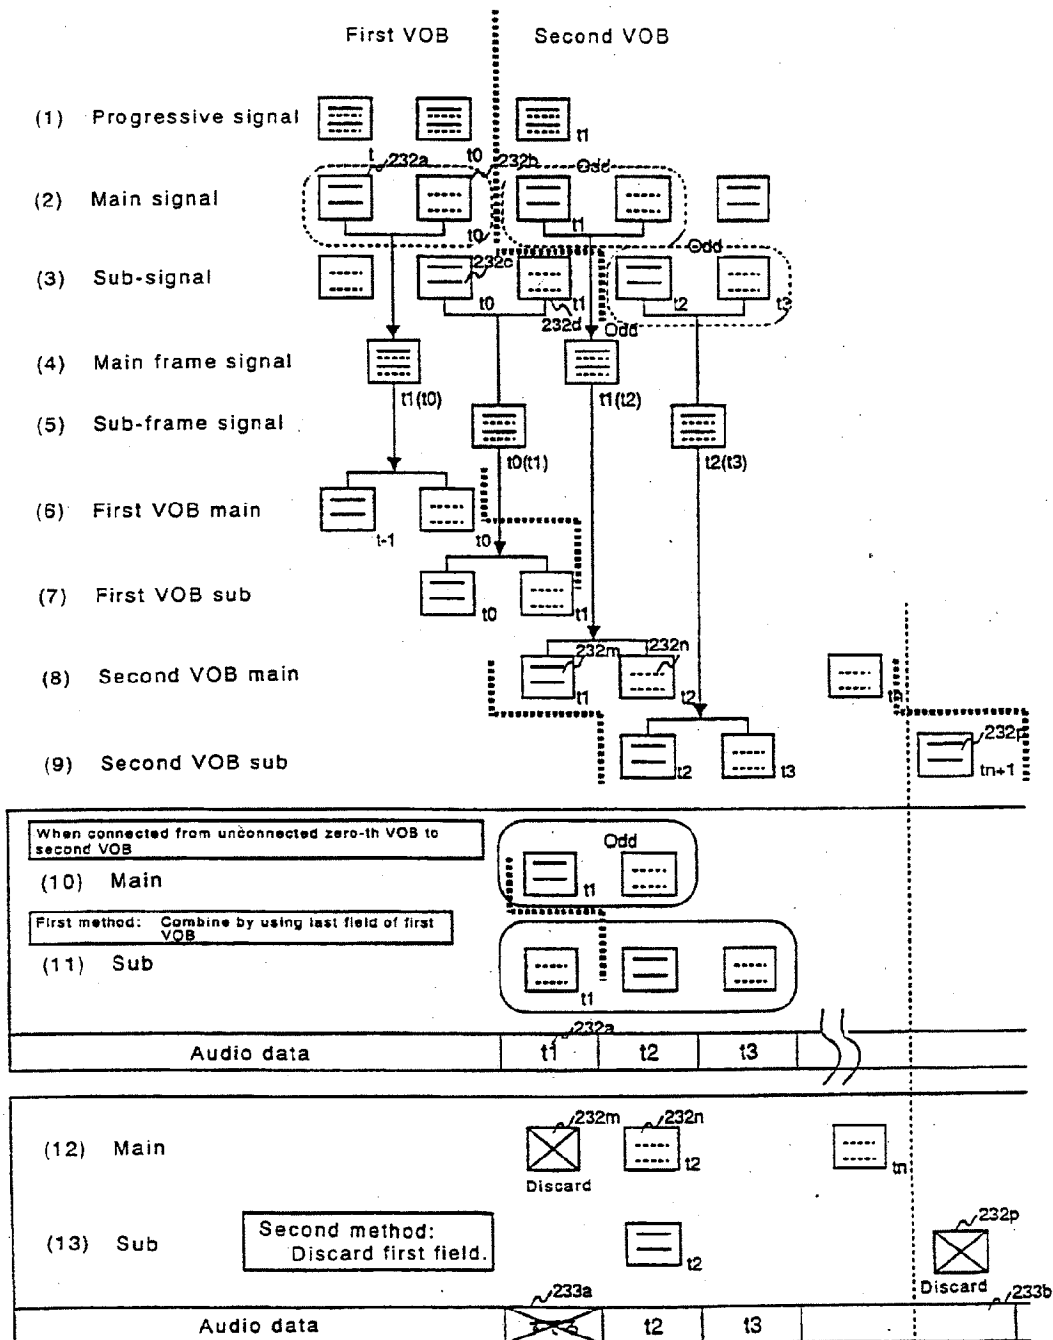 First VOB Second VOB
(1) Progressive signal
t1
t 232a t0 232b Odd
(2) Main signal
t0 t1
Odd
(3) Sub-signal
232c
t0 t1 t2 t3
232d Odd
(4) Main frame signal
t1(t0) t1(t2)
(5) Sub-frame signal
t0(t1) t2(t3)
(6) First VOB main
t-1 t0
(7) First VOB sub
t0 t1
232m 232n
(8) Second VOB main
t1 t2
232p
(9) Second VOB sub
t2 t3 tn+1
When connected from unconnected zero-th VOB to
second VOB
Odd
(10) Main
t1
First method: Combine by using last field of first
VOB
(11) Sub
t1
232a
Audio data t1 t2 t3
232m 232n
(12) Main
t2 tn
Discard
232p
(13) Sub
Second method:
Discard first field.
t2
Discard
233a 233b
Audio data t2 t3